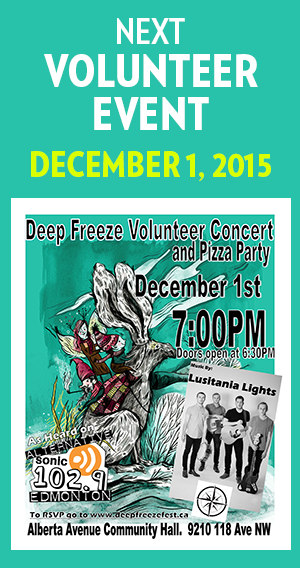 NEXT
VOLUNTEER
EVENT
DECEMBER 1, 2015
Deep Freeze Volunteer Concert
and Pizza Party
December 1st
7:00PM
Doors open at 6:30PM
Music By:
Lusitania Lights
As Heard on
ALTERNATIVE
sonic
102.9
EDMONTON
To RSVP go to www.deepfreezefest.ca
Alberta Avenue Community Hall. 9210 118 Ave NW